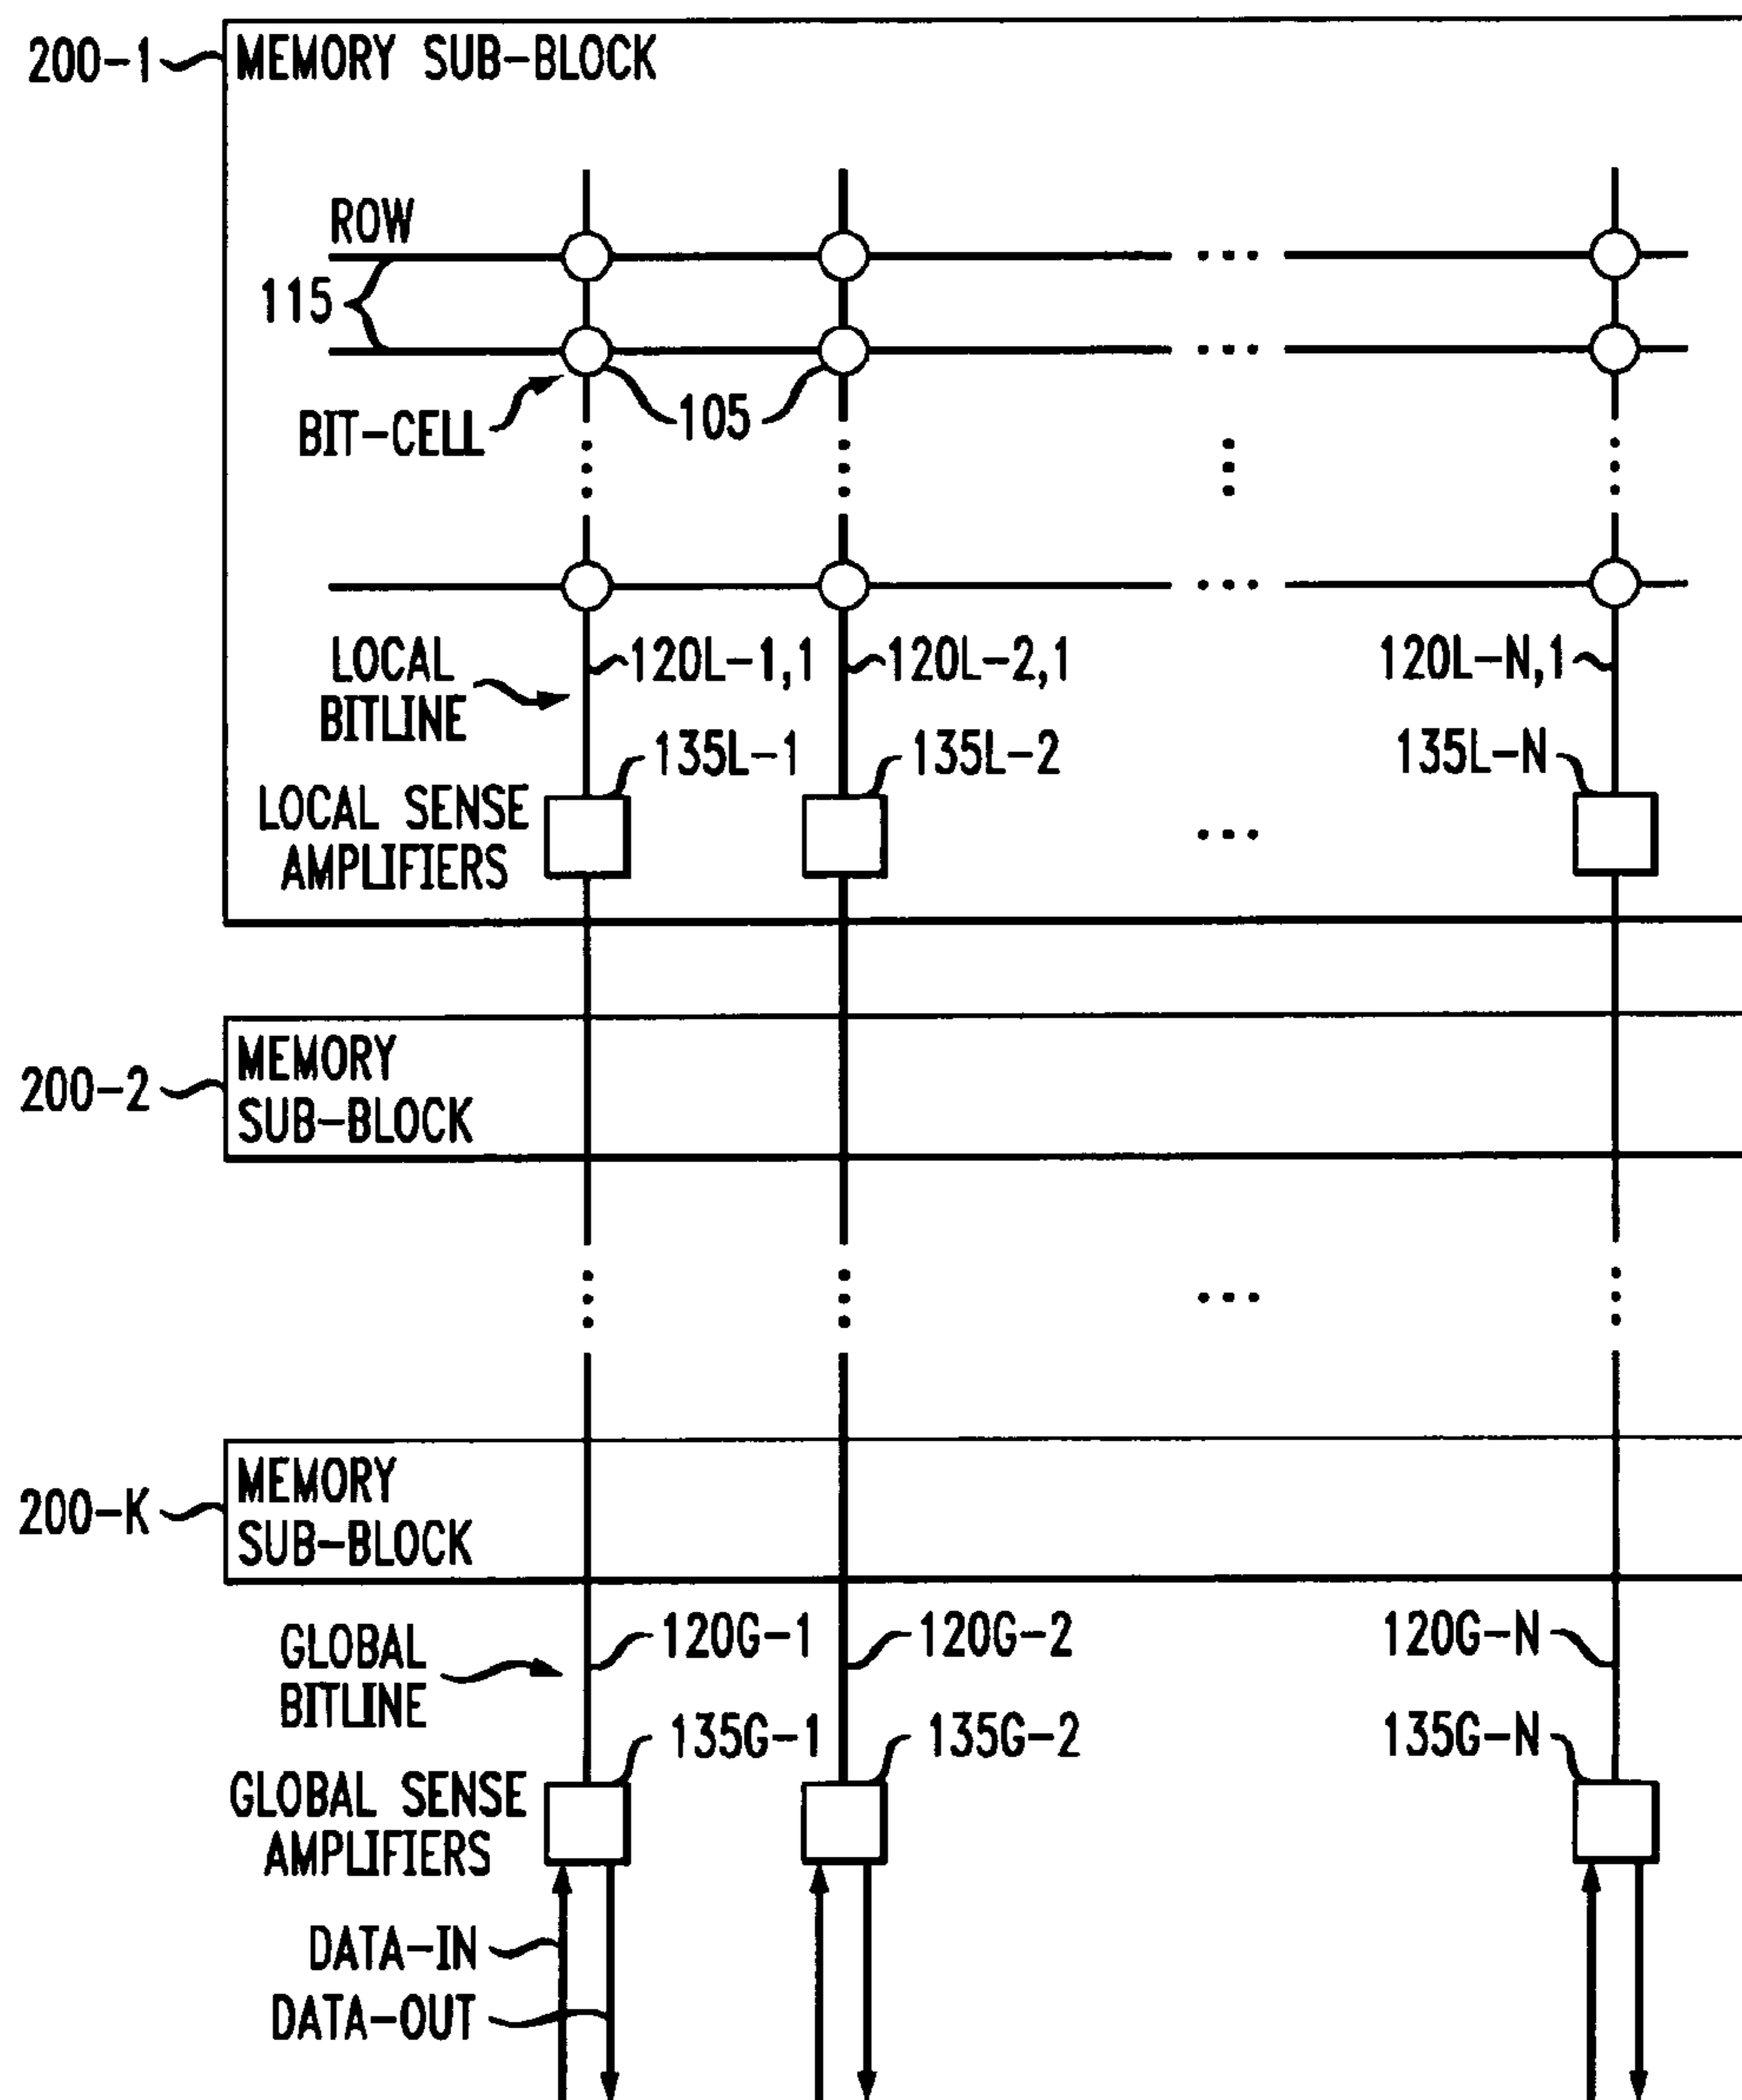 200-1
MEMORY SUB-BLOCK
ROW
115
BIT-CELL
105
LOCAL
BITLINE
120L-1,1
120L-2,1
120L-N,1
135L-1
135L-2
135L-N
LOCAL SENSE
AMPLIFIERS
200-2
MEMORY
SUB-BLOCK
200-K
MEMORY
SUB-BLOCK
GLOBAL
BITLINE
120G-1
120G-2
120G-N
135G-1
135G-2
135G-N
GLOBAL SENSE
AMPLIFIERS
DATA-IN
DATA-OUT